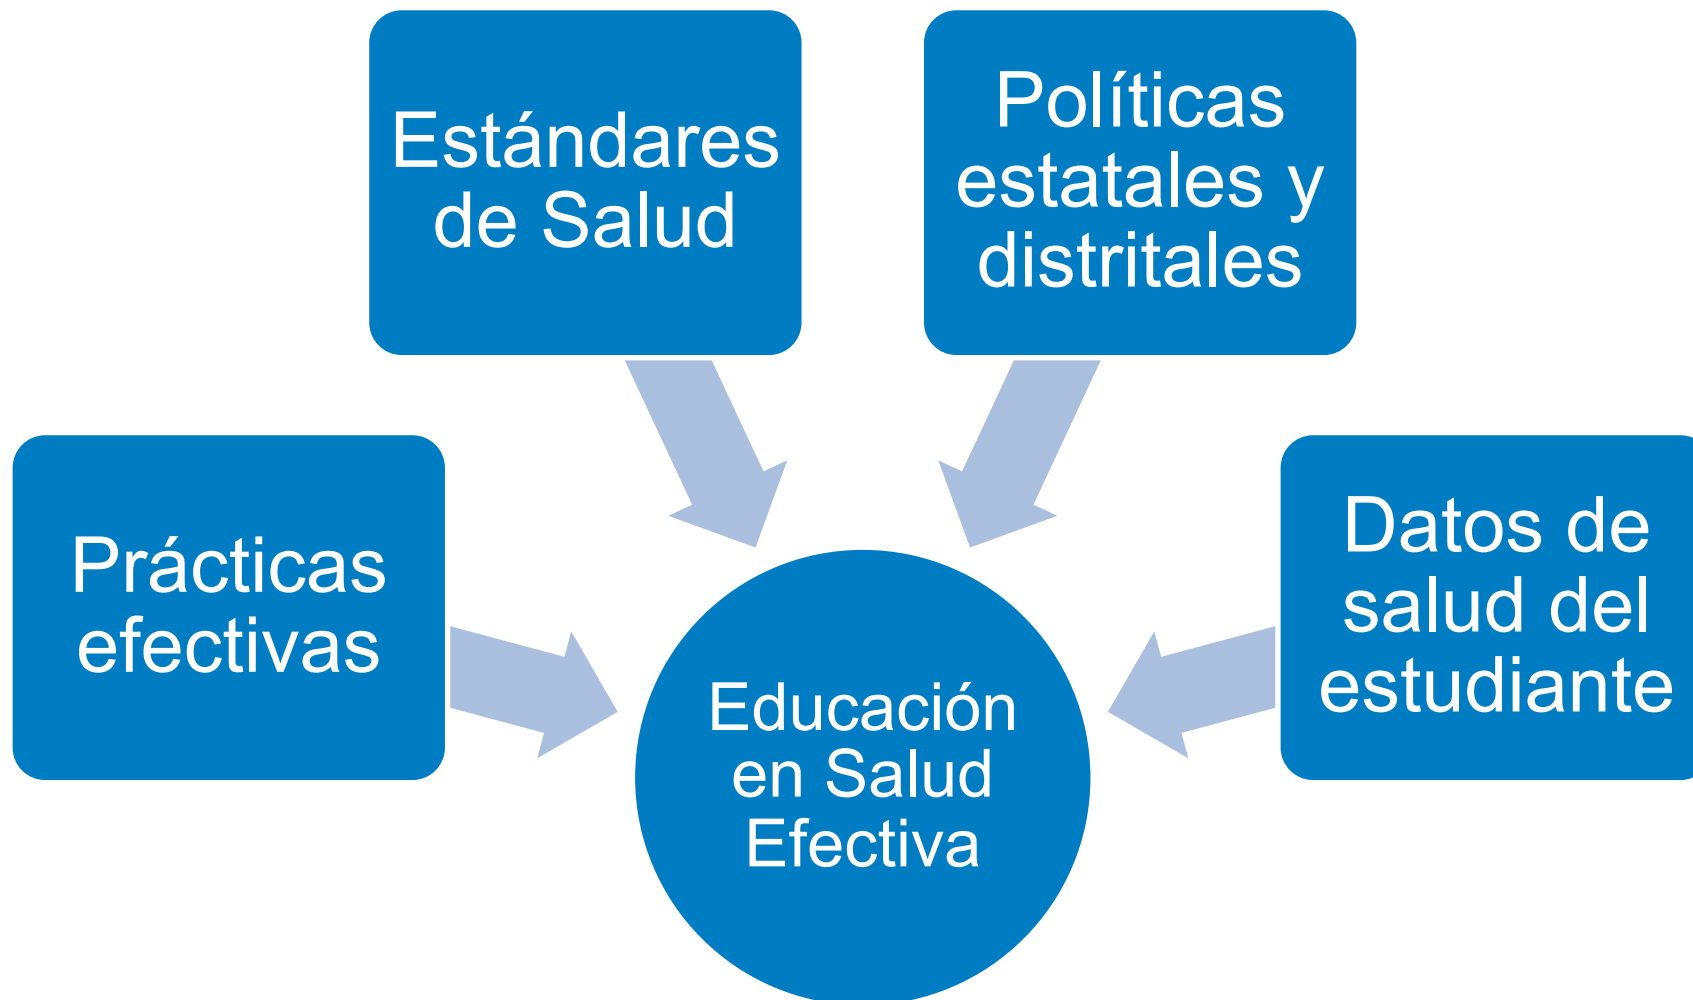 Estándares
de Salud
Políticas
estatales y
distritales
Prácticas
efectivas
Datos de
salud del
estudiante
Educación
en Salud
Efectiva